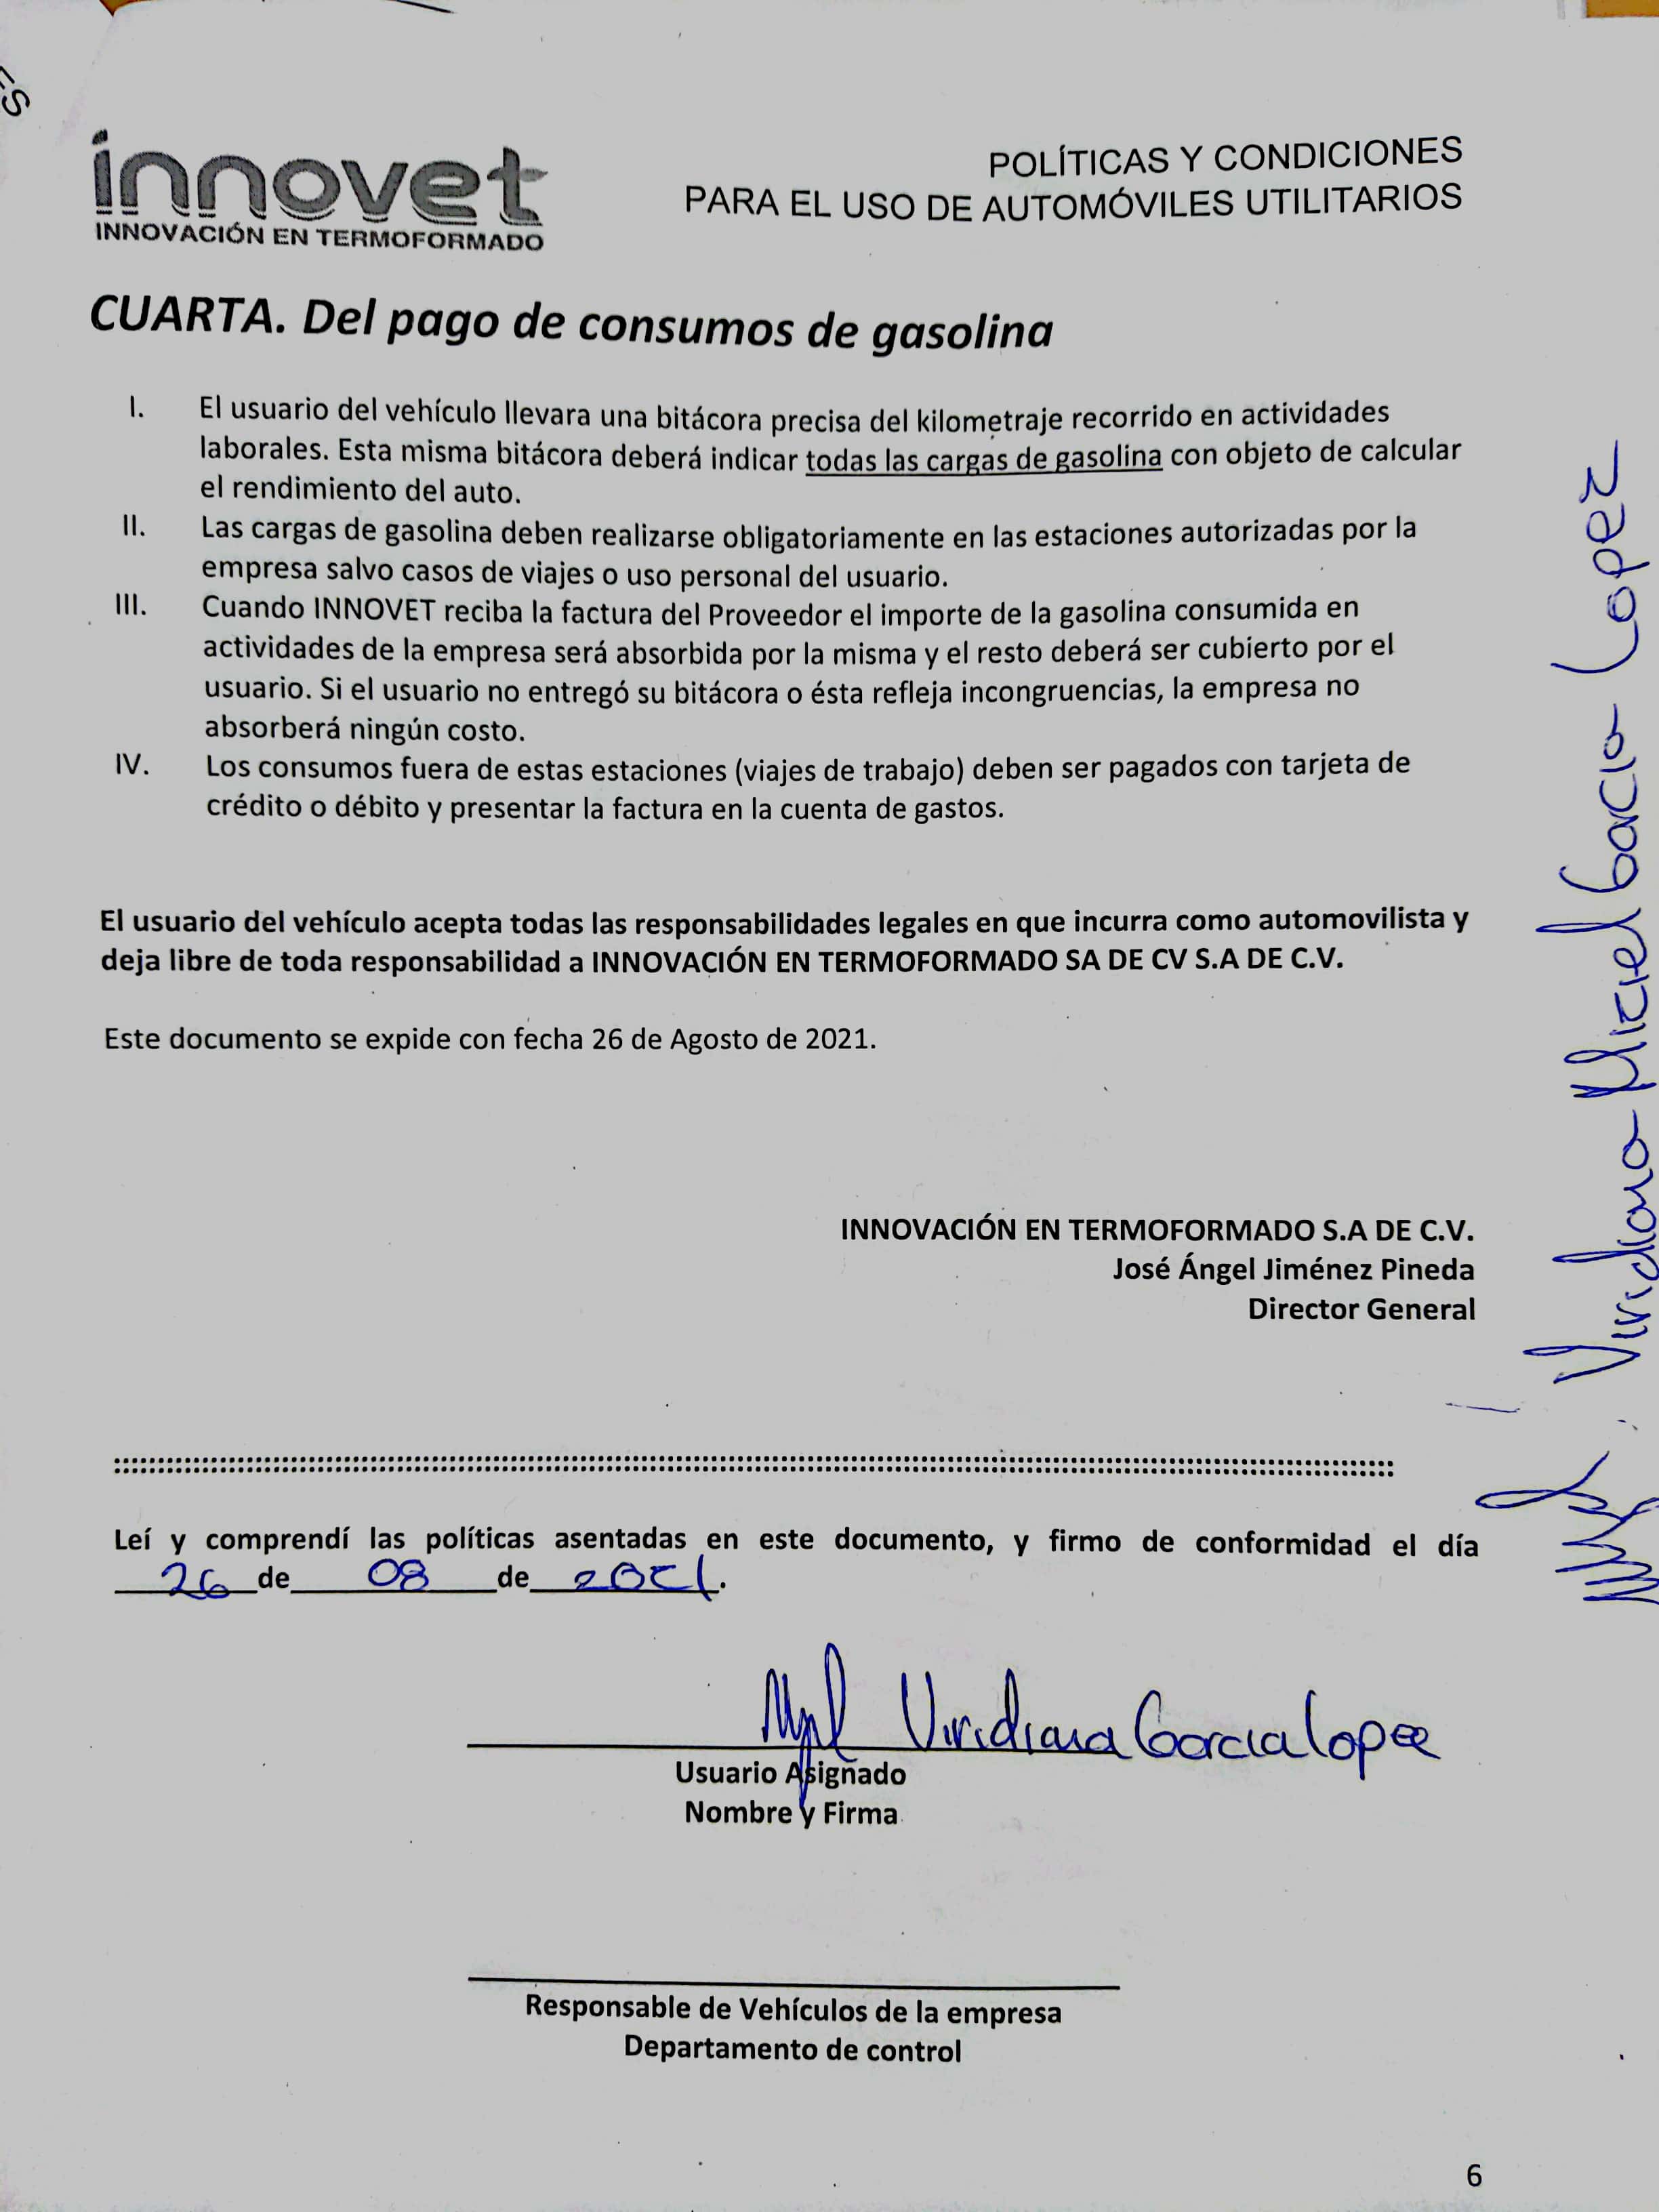 ES
innovet
INNOVACIÓN EN TERMOFORMADO
POLÍTICAS Y CONDICIONES
PARA EL USO DE AUTOMÓVILES UTILITARIOS
CUARTA. Del pago de consumos de gasolina
I. El usuario del vehículo llevara una bitácora precisa del kilometraje recorrido en actividades
laborales. Esta misma bitácora deberá indicar todas las cargas de gasolina con objeto de calcular
el rendimiento del auto.
II. Las cargas de gasolina deben realizarse obligatoriamente en las estaciones autorizadas por la
empresa salvo casos de viajes o uso personal del usuario.
III. Cuando INNOVET reciba la factura del Proveedor el importe de la gasolina consumida en
actividades de la empresa será absorbida por la misma y el resto deberá ser cubierto por el
usuario. Si el usuario no entregó su bitácora o ésta refleja incongruencias, la empresa no
absorberá ningún costo.
IV. Los consumos fuera de estas estaciones (viajes de trabajo) deben ser pagados con tarjeta de
crédito o débito y presentar la factura en la cuenta de gastos.
El usuario del vehículo acepta todas las responsabilidades legales en que incurra como automovilista y
deja libre de toda responsabilidad a INNOVACIÓN EN TERMOFORMADO SA DE CV S.A DE C.V.
Este documento se expide con fecha 26 de Agosto de 2021.
INNOVACIÓN EN TERMOFORMADO S.A DE C.V.
José Ángel Jiménez Pineda
Director General
Leí y comprendí las políticas asentadas en este documento, y firmo de conformidad el día
26 de 08 de 2021.
Viridiana Garcia Lopez
Usuario Asignado
Nombre y Firma
Responsable de Vehículos de la empresa
Departamento de control
6
Viridiana Miziel Garcia Lopez